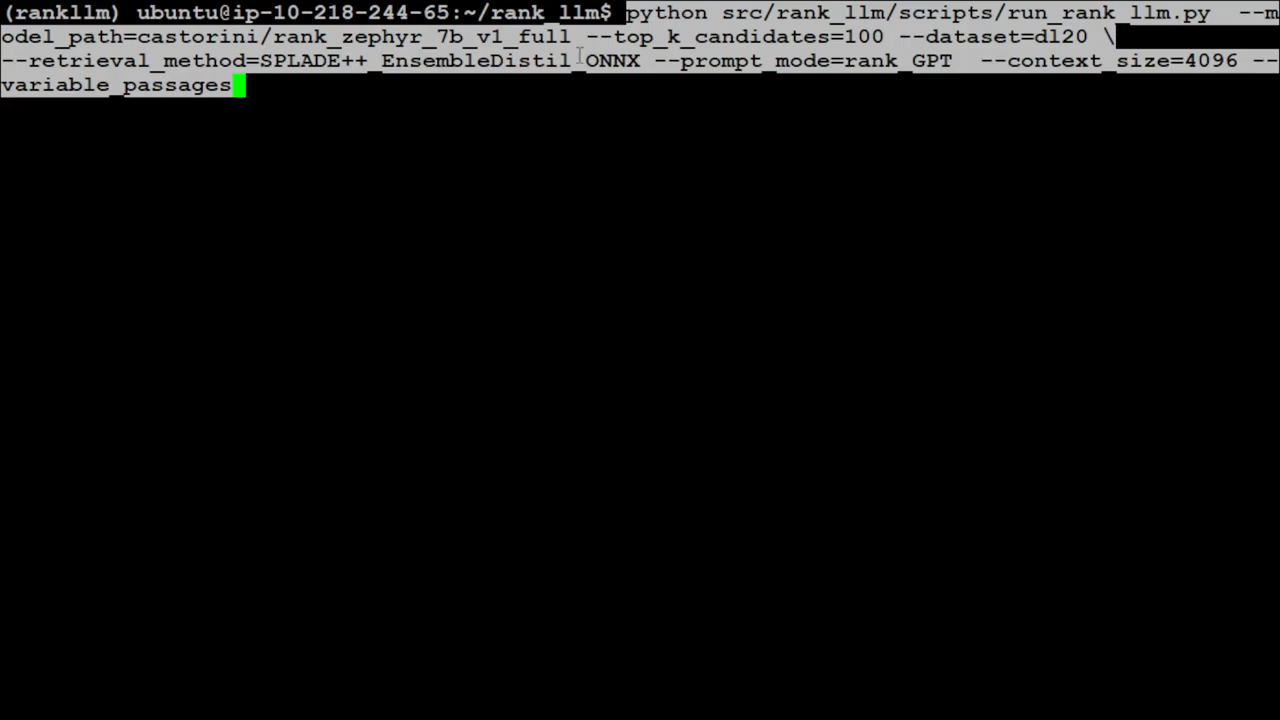 (rankllm) ubuntu@ip-10-218-244-65:~/rank_llm$ python src/rank_llm/scripts/run_rank_llm.py  --m
odel_path=castorini/rank_zephyr_7b_v1_full --top_k_candidates=100 --dataset=dl20 \
--retrieval_method=SPLADE++_EnsembleDistil_ONNX --prompt_mode=rank_GPT  --context_size=4096 --
variable_passages